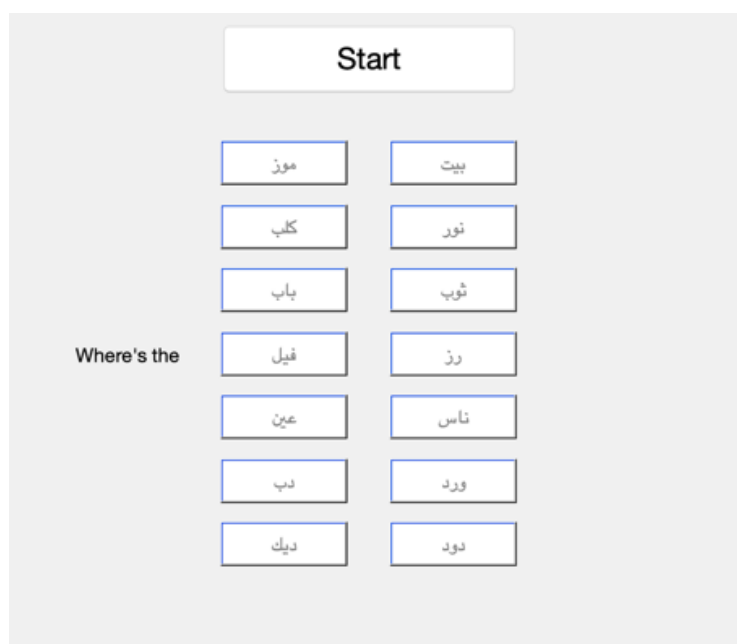 Start
موز بيت
كلب نور
باب ثوب
Where's the فيل رز
عين ناس
دب ورد
ديك دود